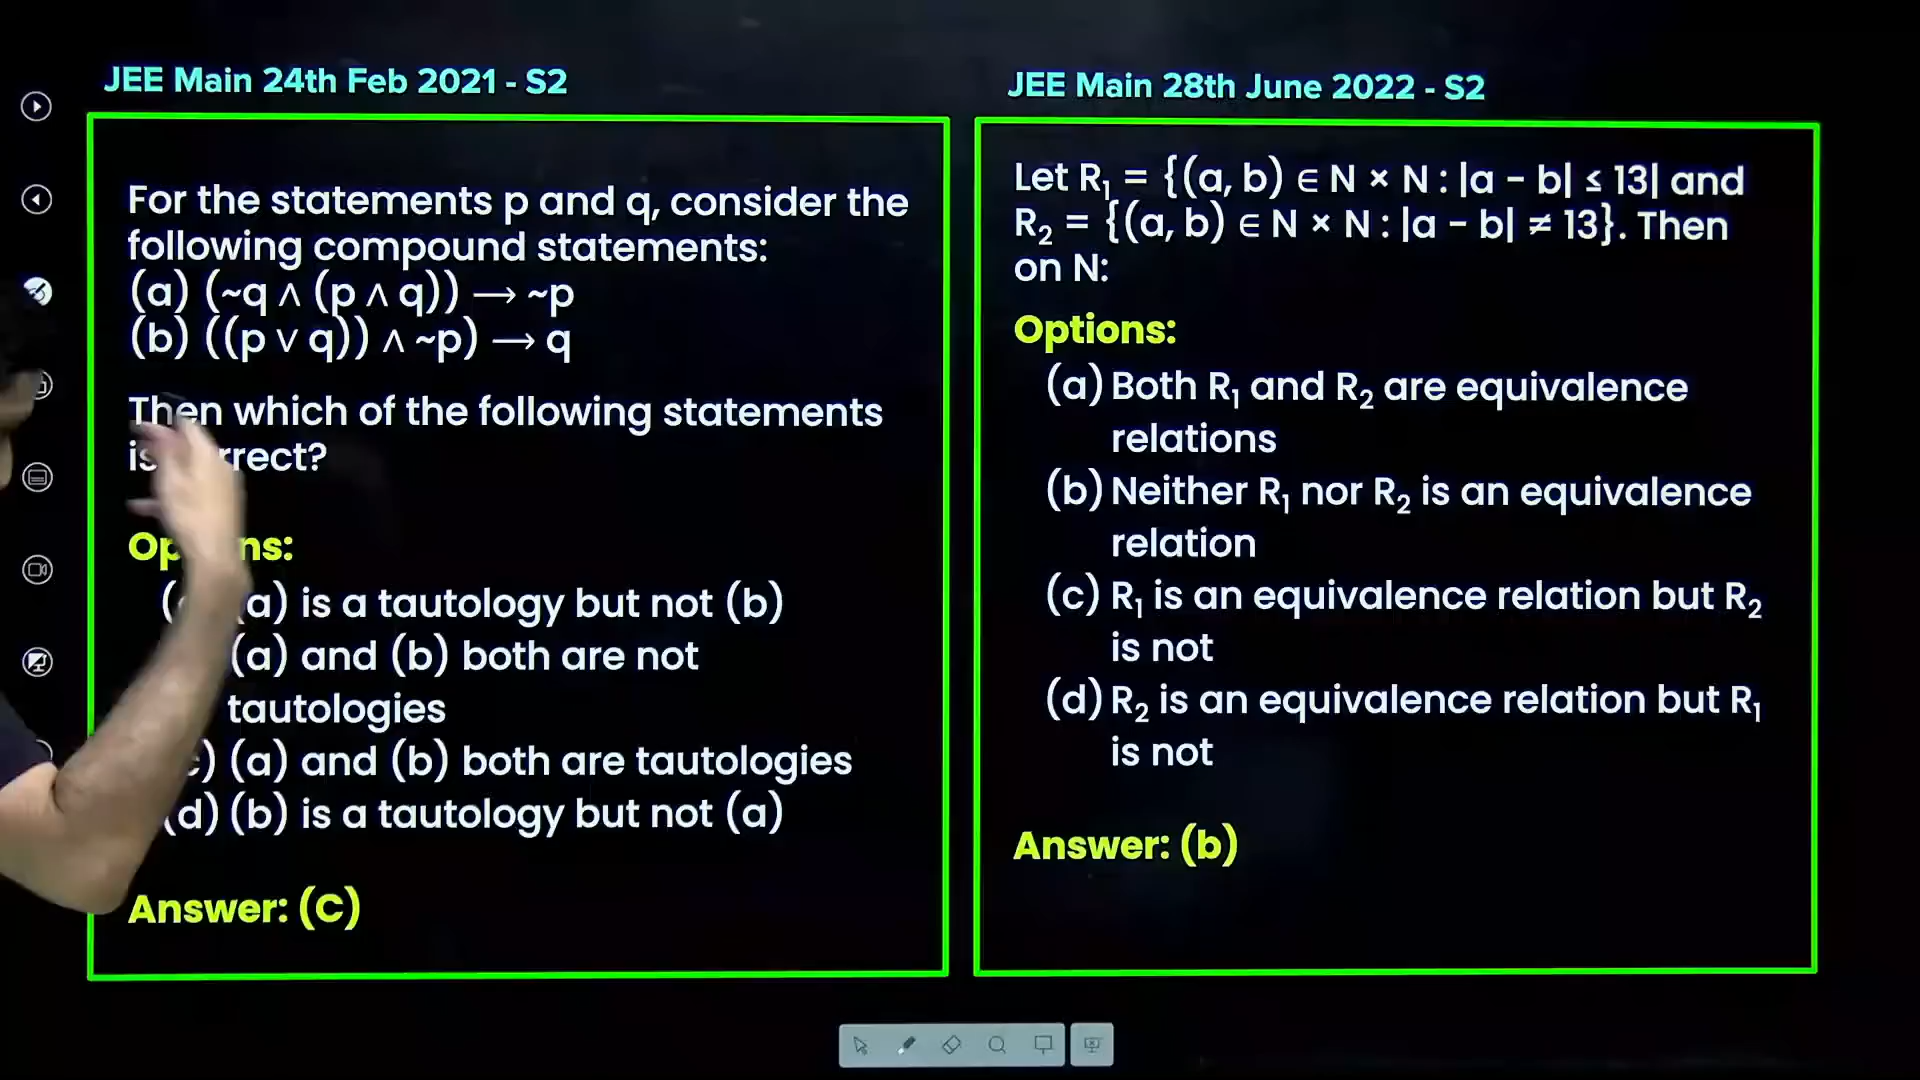 JEE Main 24th Feb 2021 - S2
For the statements p and q, consider the
following compound statements:
(a) (~q ∧ (p ∧ q)) ⟶ ~p
(b) ((p ∨ q)) ∧ ~p) ⟶ q
Then which of the following statements
is
Options:
(a) is a tautology but not (b)
(a) and (b) both are not
tautologies
(a) and (b) both are tautologies
(d) (b) is a tautology but not (a)
Answer: (C)
JEE Main 28th June 2022 - S2
Let R₁ = {(a, b) ∈ N × N : |a - b| ≤ 13| and
R₂ = {(a, b) ∈ N × N : |a - b| ≠ 13}. Then
on N:
Options:
(a) Both R₁ and R₂ are equivalence
relations
(b) Neither R₁ nor R₂ is an equivalence
relation
(c) R₁ is an equivalence relation but R₂
is not
(d) R₂ is an equivalence relation but R₁
is not
Answer: (b)